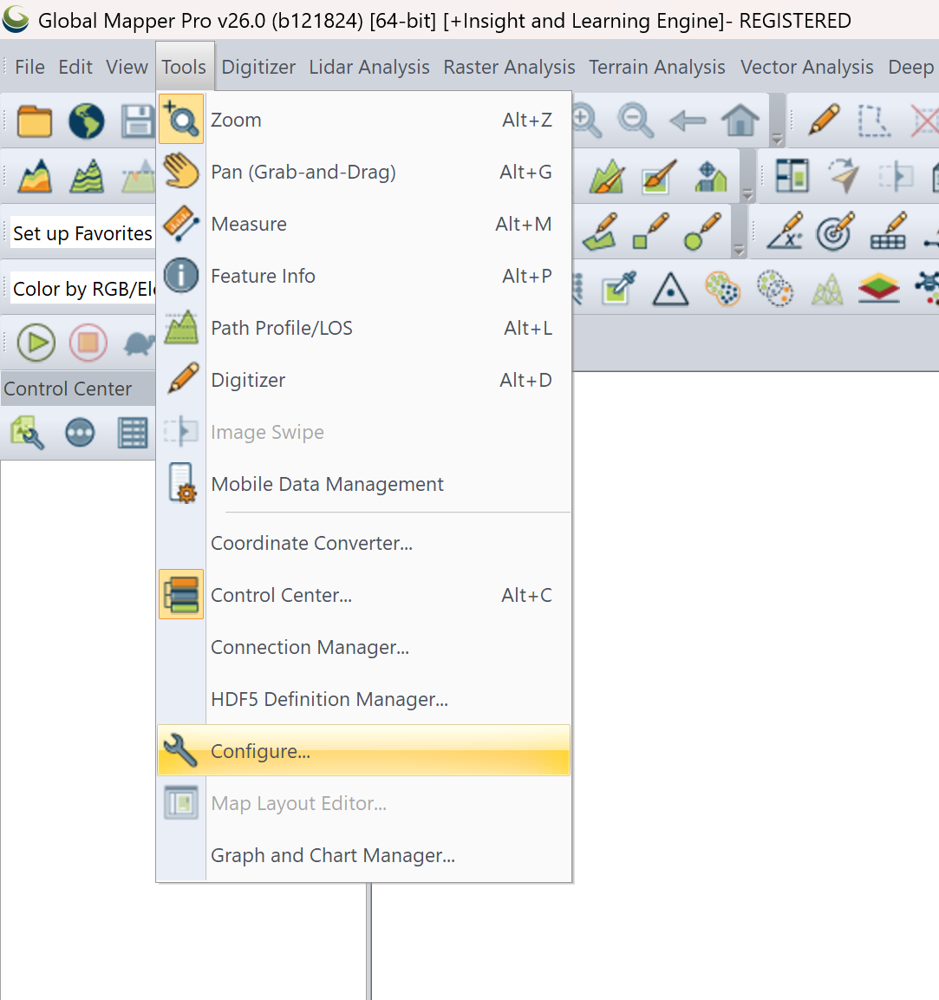 Global Mapper Pro v26.0 (b121824) [64-bit] [+Insight and Learning Engine]- REGISTERED
File Edit View Tools Digitizer Lidar Analysis Raster Analysis Terrain Analysis Vector Analysis Deep
Zoom Alt+Z
Pan (Grab-and-Drag) Alt+G
Set up Favorites
Measure Alt+M
Feature Info Alt+P
Color by RGB/Ele
Path Profile/LOS Alt+L
Digitizer Alt+D
Control Center
Image Swipe
Mobile Data Management
Coordinate Converter...
Control Center... Alt+C
Connection Manager...
HDF5 Definition Manager...
Configure...
Map Layout Editor...
Graph and Chart Manager...